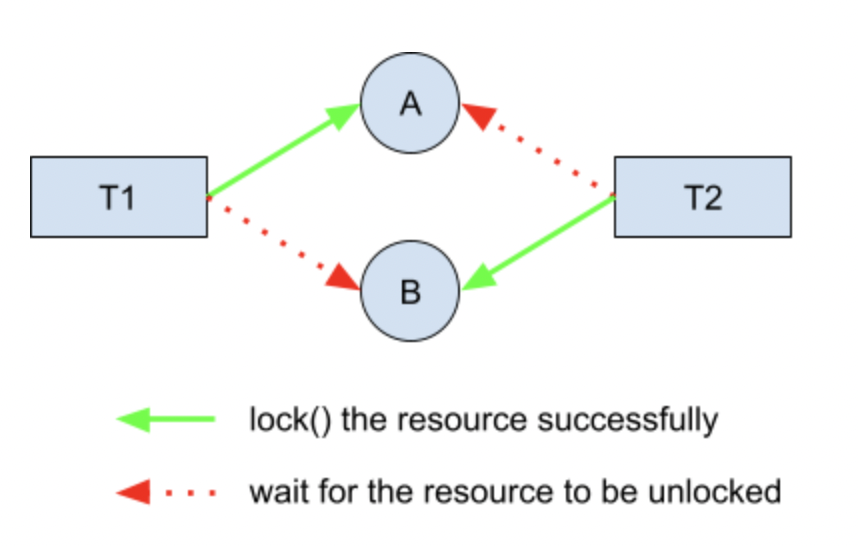 A
T1
T2
B
lock() the resource successfully
wait for the resource to be unlocked